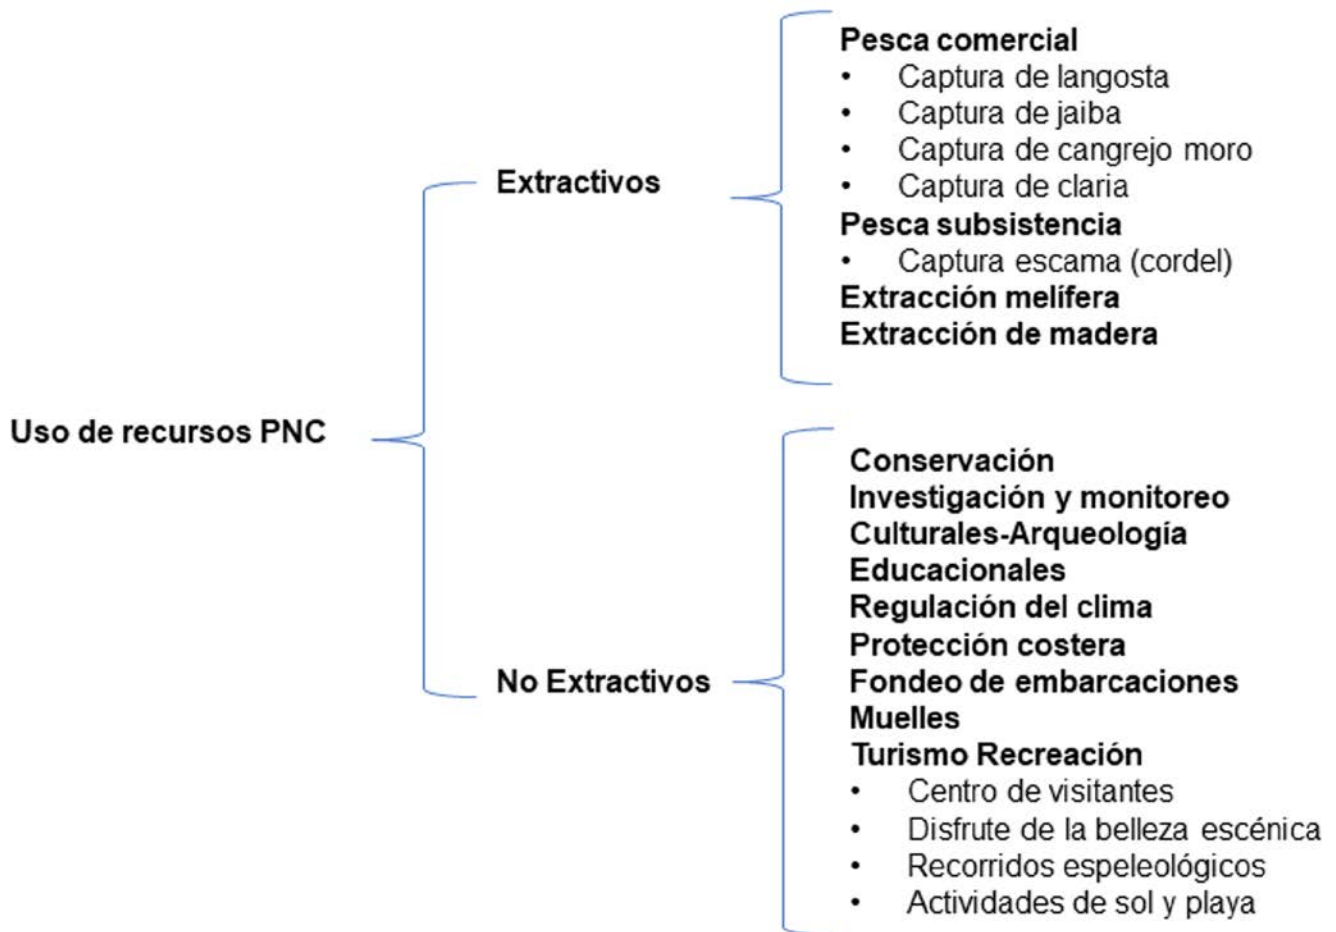 Uso de recursos PNC
Extractivos
Pesca comercial
• Captura de langosta
• Captura de jaiba
• Captura de cangrejo moro
• Captura de claria
Pesca subsistencia
• Captura escama (cordel)
Extracción melífera
Extracción de madera
No Extractivos
Conservación
Investigación y monitoreo
Culturales-Arqueología
Educacionales
Regulación del clima
Protección costera
Fondeo de embarcaciones
Muelles
Turismo Recreación
• Centro de visitantes
• Disfrute de la belleza escénica
• Recorridos espeleológicos
• Actividades de sol y playa